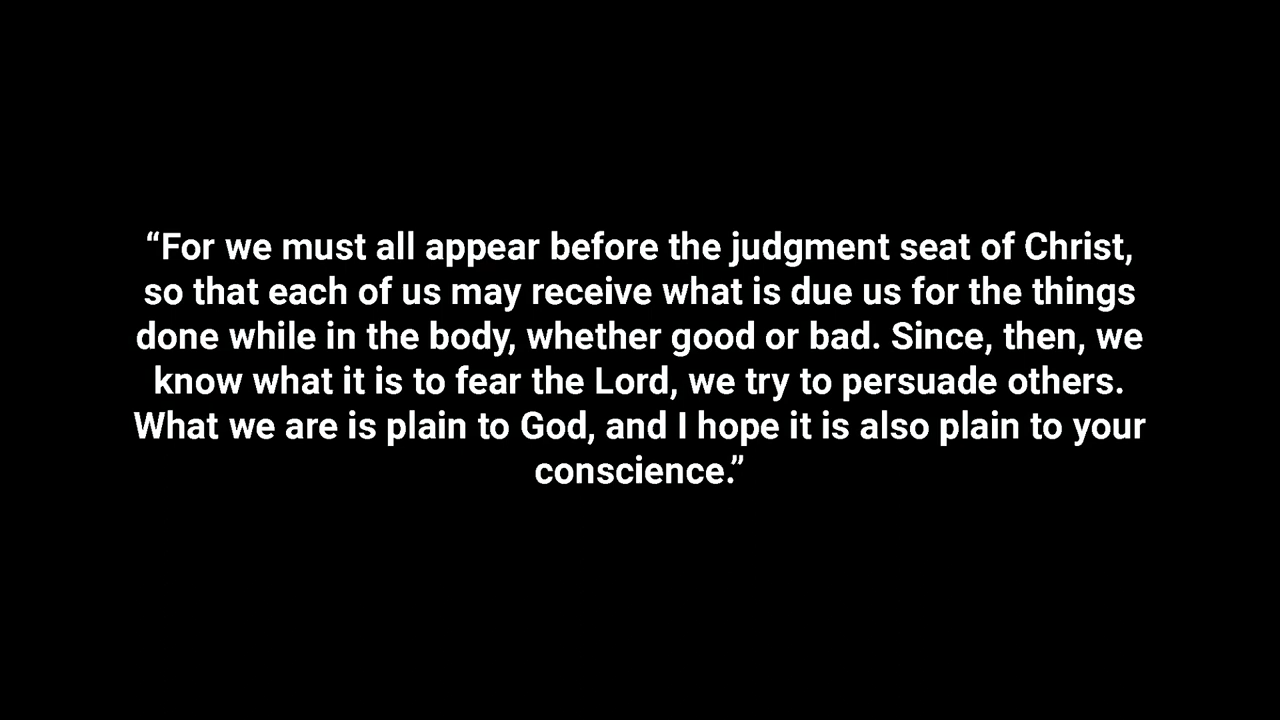 “For we must all appear before the judgment seat of Christ,
so that each of us may receive what is due us for the things
done while in the body, whether good or bad. Since, then, we
know what it is to fear the Lord, we try to persuade others.
What we are is plain to God, and I hope it is also plain to your
conscience.”